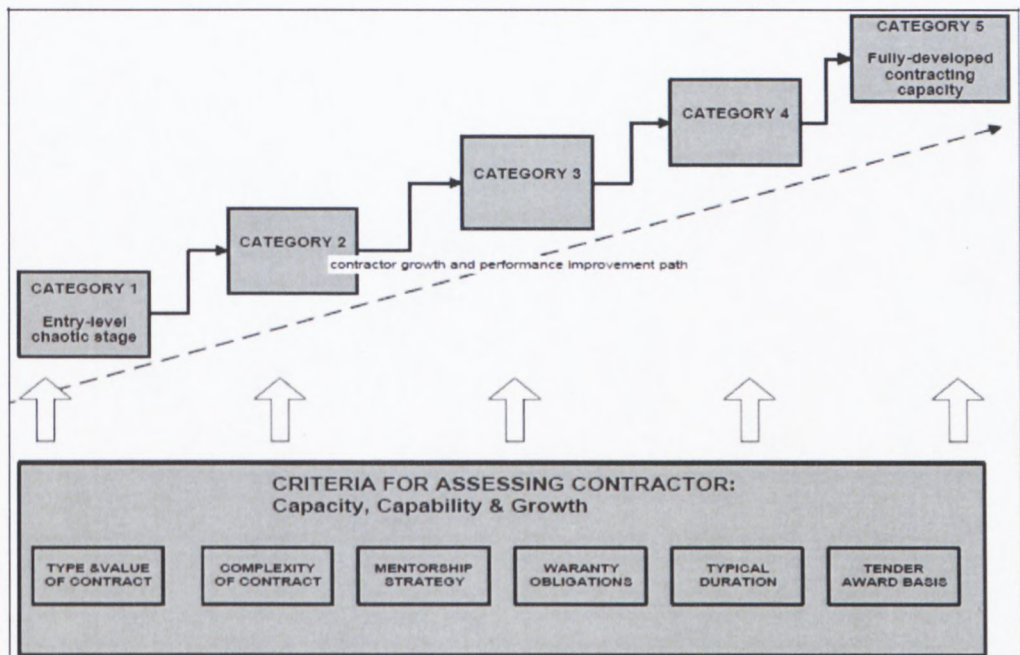 CATEGORY 5
Fully-developed
contracting
capacity
CATEGORY 4
CATEGORY 3
CATEGORY 2
contractor growth and performance improvement path
CATEGORY 1
Entry-level
chaotic stage
CRITERIA FOR ASSESSING CONTRACTOR:
Capacity, Capability & Growth
TYPE &VALUE
OF CONTRACT
COMPLEXITY
OF CONTRACT
MENTORSHIP
STRATEGY
WARANTY
OBLIGATIONS
TYPICAL
DURATION
TENDER
AWARD BASIS